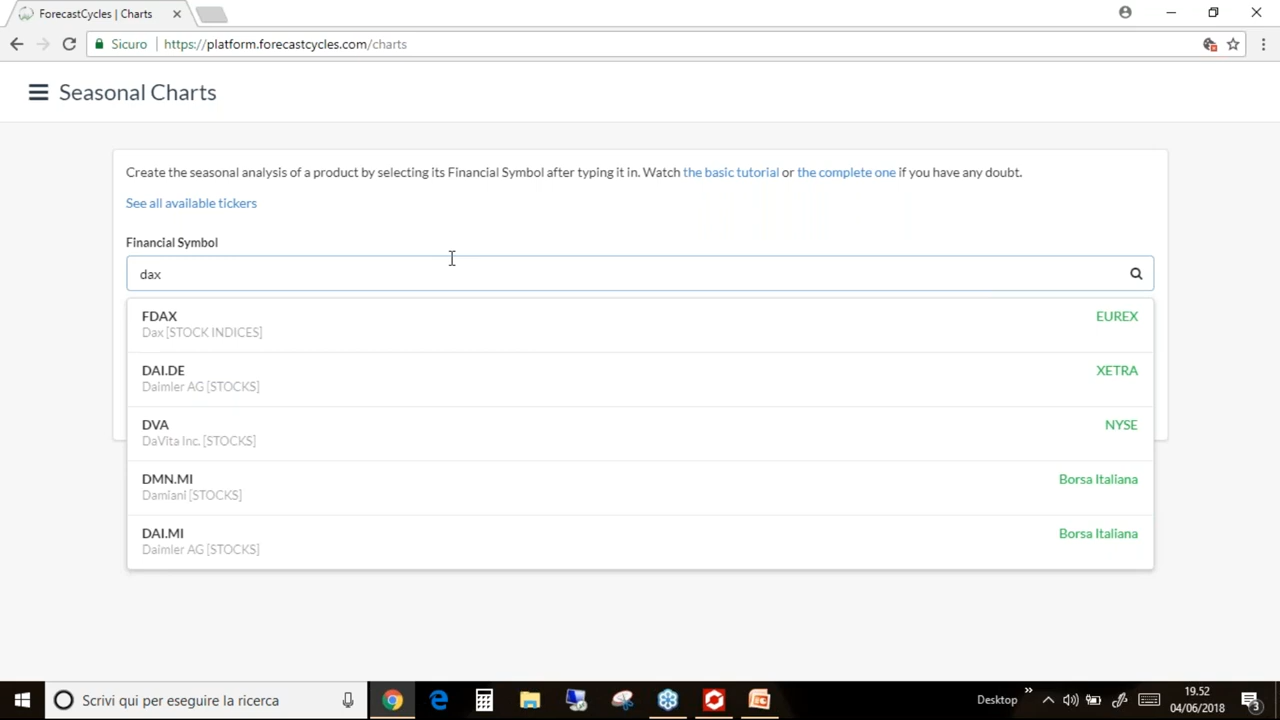 ForecastCycles | Charts
Sicuro | https://platform.forecastcycles.com/charts
Seasonal Charts
Create the seasonal analysis of a product by selecting its Financial Symbol after typing it in. Watch the basic tutorial or the complete one if you have any doubt.
See all available tickers
Financial Symbol
dax
FDAX EUREX
Dax [STOCK INDICES]
DAI.DE XETRA
Daimler AG [STOCKS]
DVA NYSE
DaVita Inc. [STOCKS]
DMN.MI Borsa Italiana
Damiani [STOCKS]
DAI.MI Borsa Italiana
Daimler AG [STOCKS]
Scrivi qui per eseguire la ricerca
Desktop
19.52
04/06/2018
3